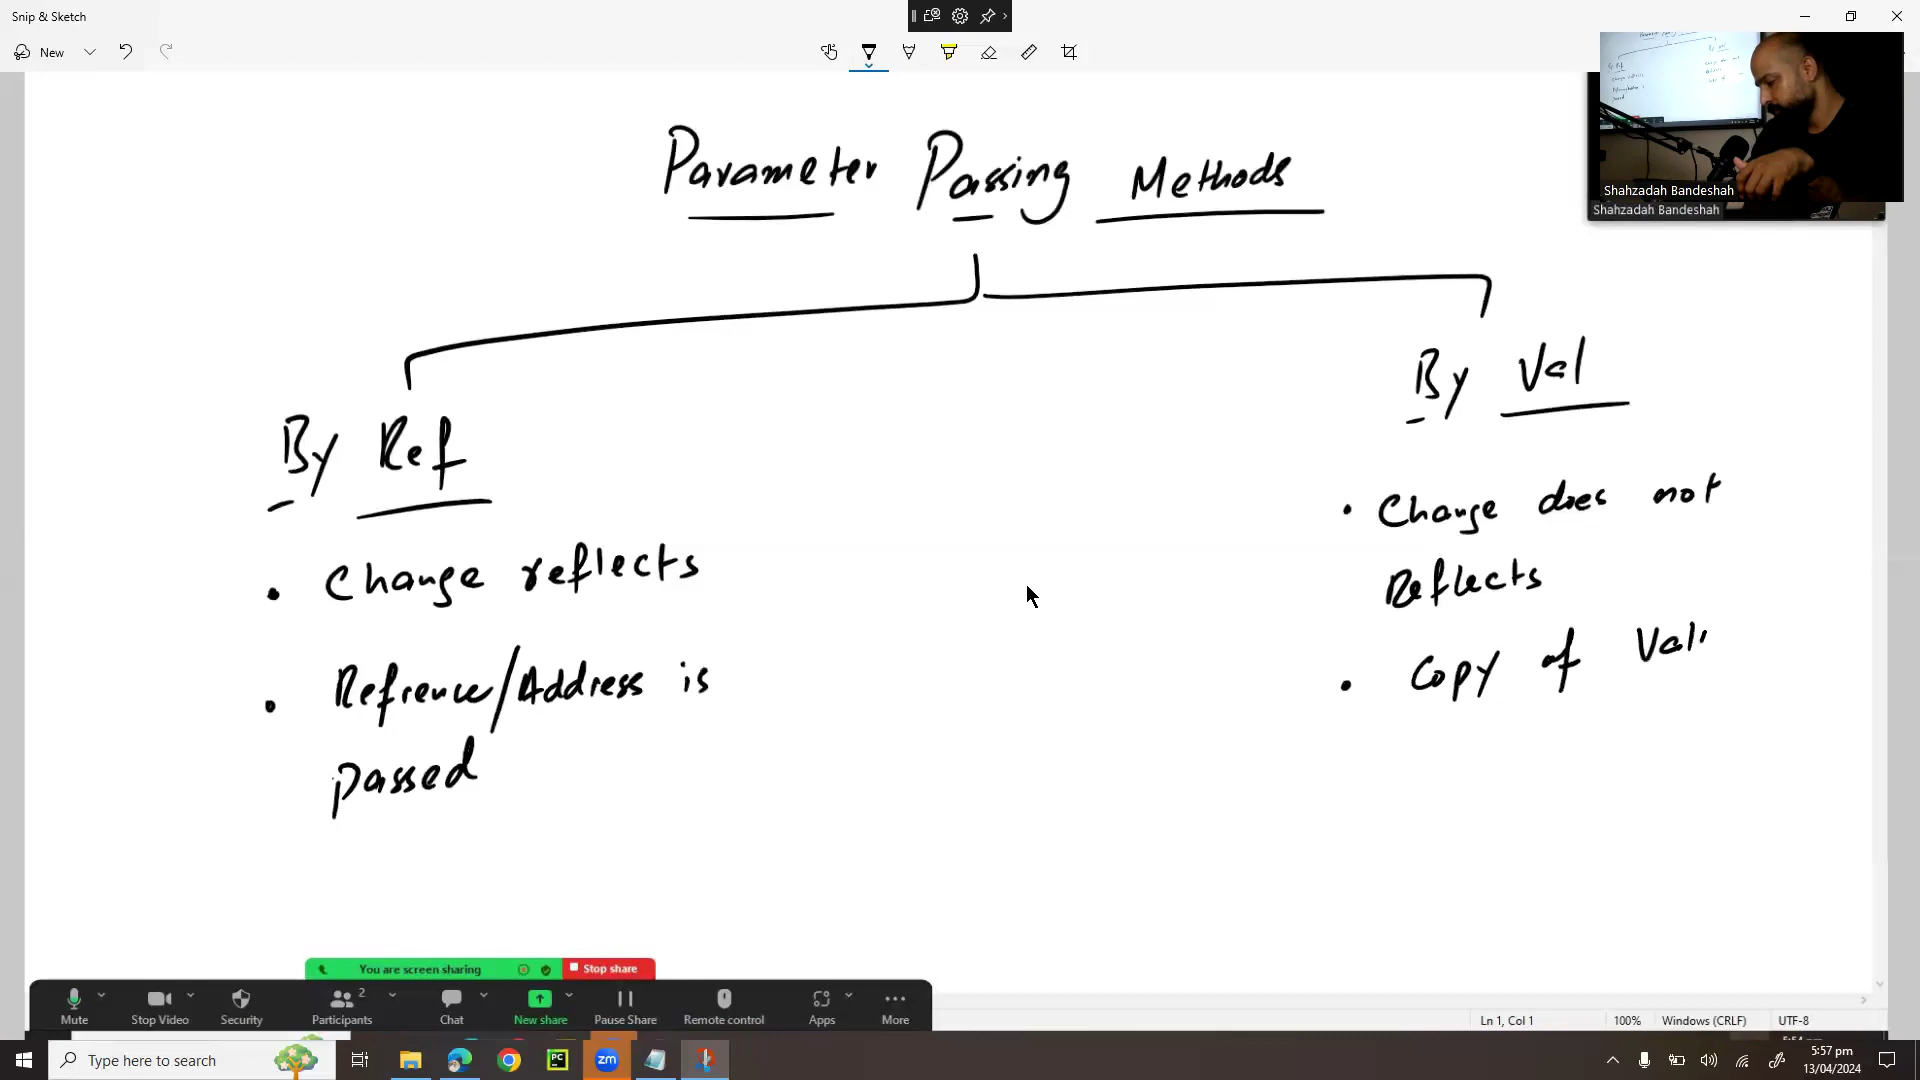 Snip & Sketch
New
Shahzadah Bandeshah
Shahzadah Bandeshah
Parameter Passing Methods
By Ref
• Change reflects
• Refrence/Address is
passed
By Val
• Change does not
Reflects
• Copy of Val
You are screen sharing
Stop share
Mute
Stop Video
Security
Participants 2
Chat
New share
Pause Share
Remote control
Apps
More
Ln 1, Col 1
100%
Windows (CRLF)
UTF-8
Type here to search
PC
zm
5:57 pm
13/04/2024